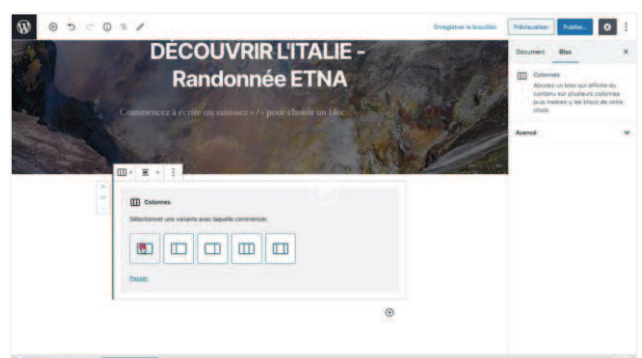 Enregistrer le brouillon
Prévisualiser
Publier...
DÉCOUVRIR L'ITALIE -
Randonnée ETNA
Commencez à écrire ou saisissez « / » pour choisir un bloc
Document
Bloc
Colonnes
Ajoutez un bloc qui affiche du
contenu sur plusieurs colonnes
puis insérez-y les blocs de votre
choix.
Avancé
Colonnes
Sélectionner une variante avec laquelle commencer.
Passer